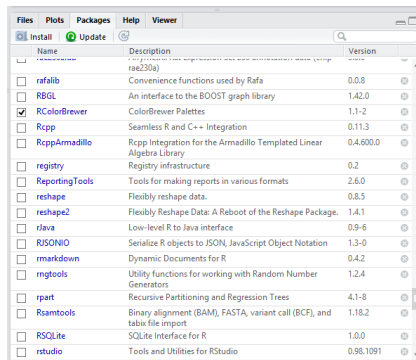 Files Plots Packages Help Viewer
Install Update
Name Description Version
rae230a)
rafalib Convenience functions used by Rafa 0.0.8
RBGL An interface to the BOOST graph library 1.42.0
RColorBrewer ColorBrewer Palettes 1.1-2
Rcpp Seamless R and C++ Integration 0.11.3
RcppArmadillo Rcpp Integration for the Armadillo Templated Linear 0.4.600.0
Algebra Library
registry Registry infrastructure 0.2
ReportingTools Tools for making reports in various formats 2.6.0
reshape Flexibly reshape data. 0.8.5
reshape2 Flexibly Reshape Data: A Reboot of the Reshape Package. 1.4.1
rJava Low-level R to Java interface 0.9-6
RJSONIO Serialize R objects to JSON, JavaScript Object Notation 1.3-0
rmarkdown Dynamic Documents for R 0.4.2
rngtools Utility functions for working with Random Number 1.2.4
Generators
rpart Recursive Partitioning and Regression Trees 4.1-8
Rsamtools Binary alignment (BAM), FASTA, variant call (BCF), and 1.18.2
tabix file import
RSQLite SQLite Interface for R 1.0.0
rstudio Tools and Utilities for RStudio 0.98.1091